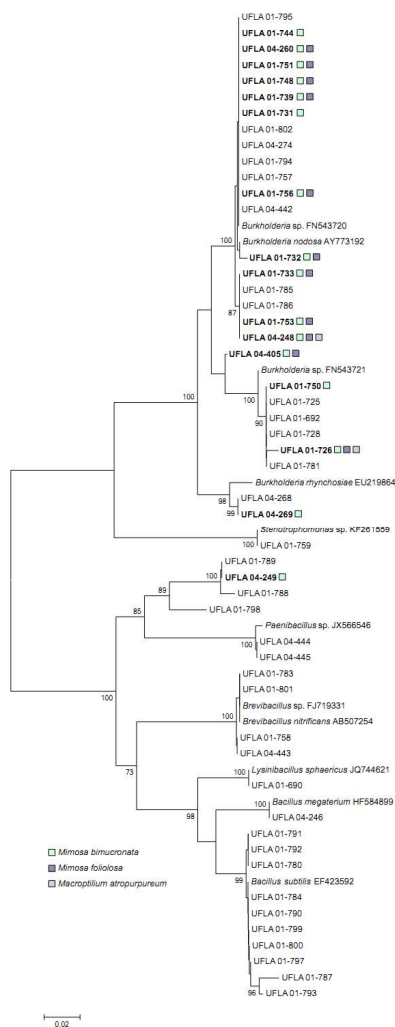 UFLA 01-795
UFLA 01-744
UFLA 04-260
UFLA 01-751
UFLA 01-748
UFLA 01-739
UFLA 01-731
UFLA 01-802
UFLA 04-274
UFLA 01-794
UFLA 01-757
UFLA 01-756
UFLA 04-442
Burkholderia sp. FN543720
100
Burkholderia nodosa AY773192
UFLA 01-732
UFLA 01-733
UFLA 01-785
UFLA 01-786
87
UFLA 01-753
UFLA 04-248
UFLA 04-405
Burkholderia sp. FN543721
UFLA 01-750
100
100
UFLA 01-725
UFLA 01-692
90
UFLA 01-728
UFLA 01-726
UFLA 01-781
Burkholderia rhynchosiae EU219864
98
UFLA 04-268
99
UFLA 04-269
Stenotrophomonas sp. KF261559
100
UFLA 01-759
UFLA 01-789
100
UFLA 04-249
89
UFLA 01-788
85
UFLA 01-798
Paenibacillus sp. JX566546
100
UFLA 04-444
UFLA 04-445
UFLA 01-783
100
UFLA 01-801
Brevibacillus sp. FJ719331
100
Brevibacillus nitrificans AB507254
UFLA 01-758
UFLA 04-443
73
Lysinibacillus sphaericus JQ744621
100
UFLA 01-690
98
Bacillus megaterium HF584899
100
UFLA 04-246
UFLA 01-791
UFLA 01-792
Mimosa bimucronata
UFLA 01-780
Mimosa foliolosa
99
Bacillus subtilis EF423592
Macroptilium atropurpureum
UFLA 01-784
UFLA 01-790
UFLA 01-799
UFLA 01-800
UFLA 01-797
UFLA 01-787
96
UFLA 01-793
0.02